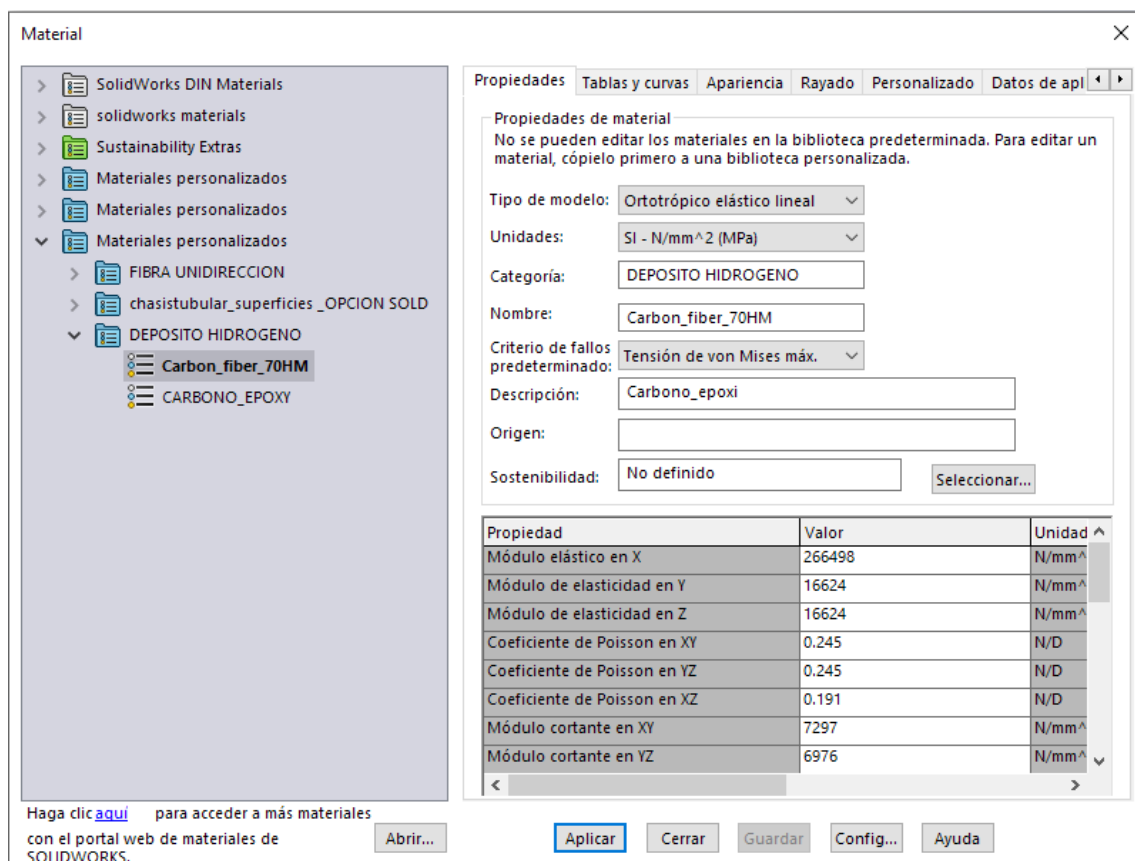 Material
SolidWorks DIN Materials
solidworks materials
Sustainability Extras
Materiales personalizados
Materiales personalizados
Materiales personalizados
FIBRA UNIDIRECCION
chasistubular_superficies _OPCION SOLD
DEPOSITO HIDROGENO
Carbon_fiber_70HM
CARBONO_EPOXY
Propiedades Tablas y curvas Apariencia Rayado Personalizado Datos de apl
Propiedades de material
No se pueden editar los materiales en la biblioteca predeterminada. Para editar un
material, cópielo primero a una biblioteca personalizada.
Tipo de modelo: Ortotrópico elástico lineal
Unidades: SI - N/mm^2 (MPa)
Categoría: DEPOSITO HIDROGENO
Nombre: Carbon_fiber_70HM
Criterio de fallos
predeterminado: Tensión de von Mises máx.
Descripción: Carbono_epoxi
Origen:
Sostenibilidad: No definido Seleccionar...
Propiedad Valor Unidad
Módulo elástico en X 266498 N/mm^
Módulo de elasticidad en Y 16624 N/mm^
Módulo de elasticidad en Z 16624 N/mm^
Coeficiente de Poisson en XY 0.245 N/D
Coeficiente de Poisson en YZ 0.245 N/D
Coeficiente de Poisson en XZ 0.191 N/D
Módulo cortante en XY 7297 N/mm^
Módulo cortante en YZ 6976 N/mm^
Haga clic aquí para acceder a más materiales
con el portal web de materiales de
SOLIDWORKS.
Abrir... Aplicar Cerrar Guardar Config... Ayuda